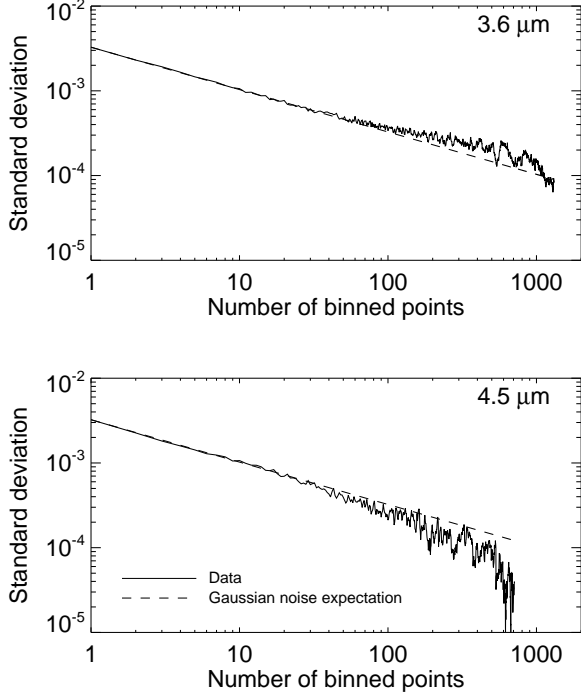 10⁻²
3.6 μm
10⁻³
Standard deviation
10⁻⁴
10⁻⁵
1 10 100 1000
Number of binned points
10⁻²
4.5 μm
10⁻³
Standard deviation
10⁻⁴
Data
Gaussian noise expectation
10⁻⁵
1 10 100 1000
Number of binned points